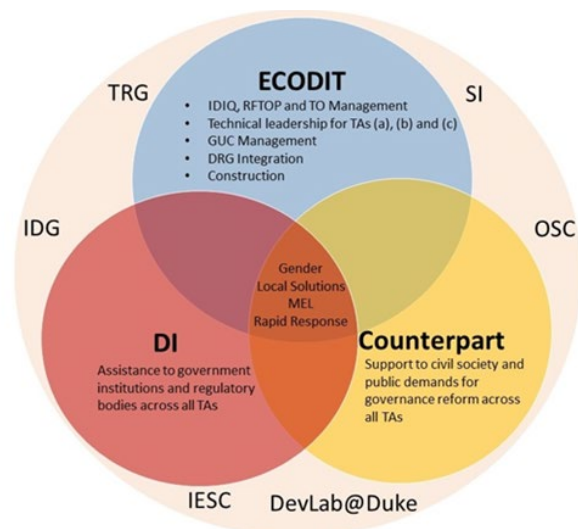 TRG
ECODIT
SI
• IDIQ, RFTOP and TO Management
• Technical leadership for TAs (a), (b) and (c)
• GUC Management
• DRG Integration
• Construction
IDG
OSC
Gender
Local Solutions
MEL
Rapid Response
DI
Assistance to government
institutions and regulatory
bodies across all TAs
Counterpart
Support to civil society and
public demands for
governance reform across
all TAs
IESC
DevLab@Duke